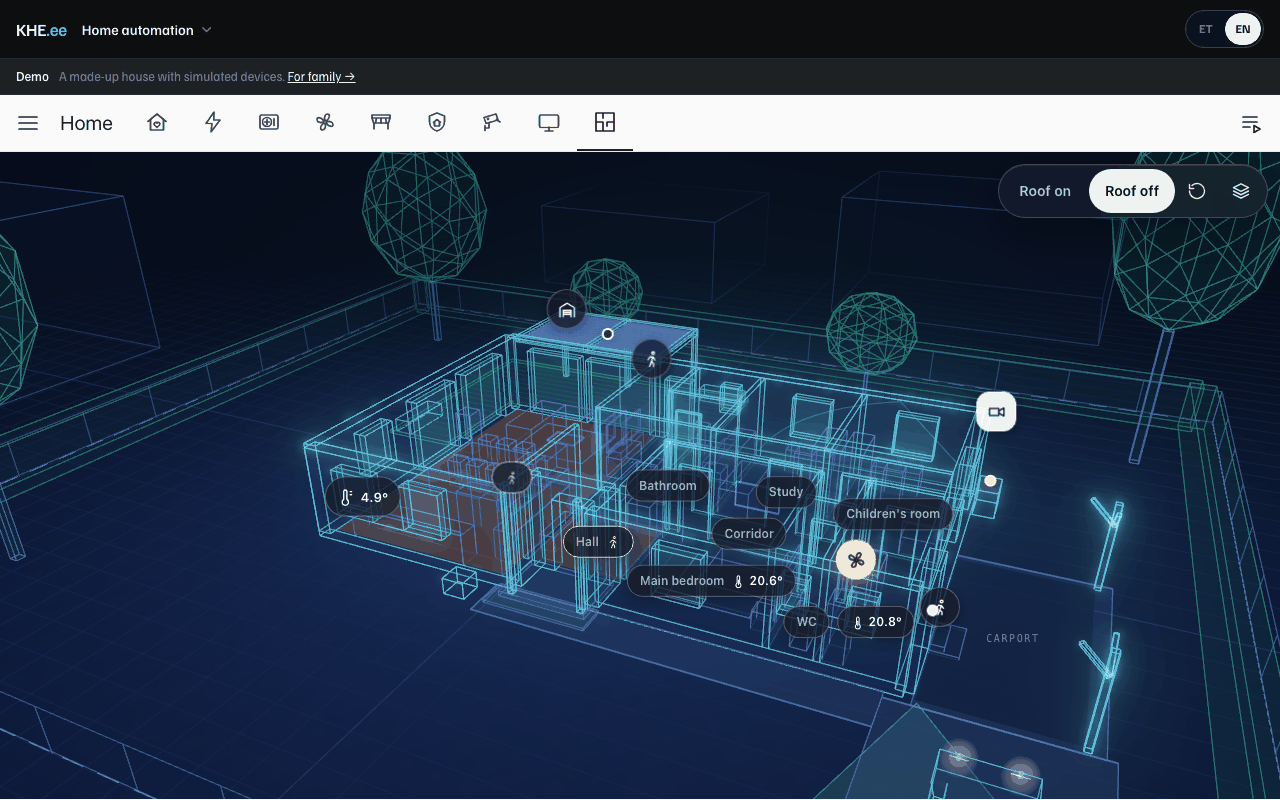 KHE.ee Home automation ET EN
Demo A made-up house with simulated devices. For family →
Home
Roof on Roof off
4.9°
Bathroom
Study
Children's room
Corridor
Hall
Main bedroom 20.6°
WC
20.8°
CARPORT